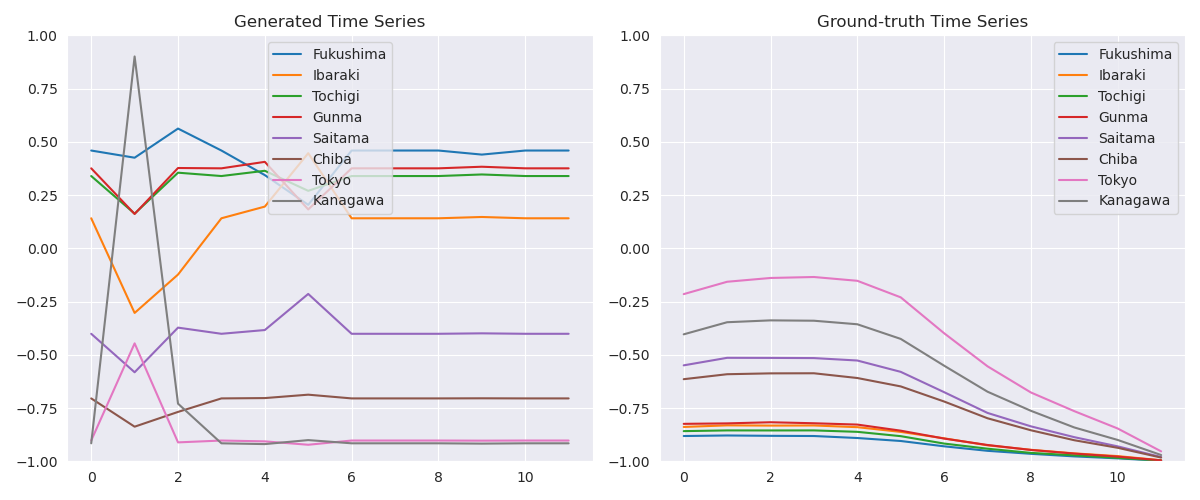 Generated Time Series
1.00
0.75
0.50
0.25
0.00
−0.25
−0.50
−0.75
−1.00
0 2 4 6 8 10
Fukushima
Ibaraki
Tochigi
Gunma
Saitama
Chiba
Tokyo
Kanagawa
Ground-truth Time Series
1.00
0.75
0.50
0.25
0.00
−0.25
−0.50
−0.75
−1.00
0 2 4 6 8 10
Fukushima
Ibaraki
Tochigi
Gunma
Saitama
Chiba
Tokyo
Kanagawa